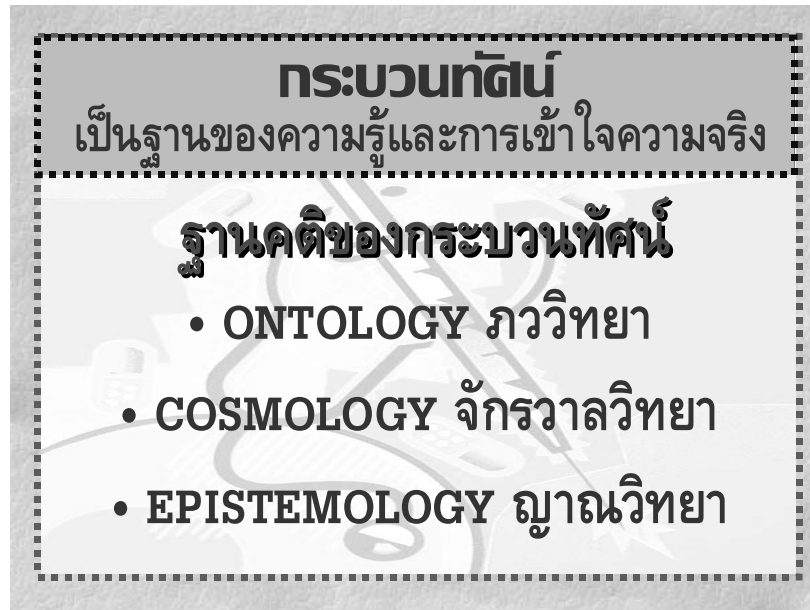 กระบวนทัศน์
เป็นฐานของความรู้และการเข้าใจความจริง
ฐานคติของกระบวนทัศน์
• ONTOLOGY ภววิทยา
• COSMOLOGY จักรวาลวิทยา
• EPISTEMOLOGY ญาณวิทยา